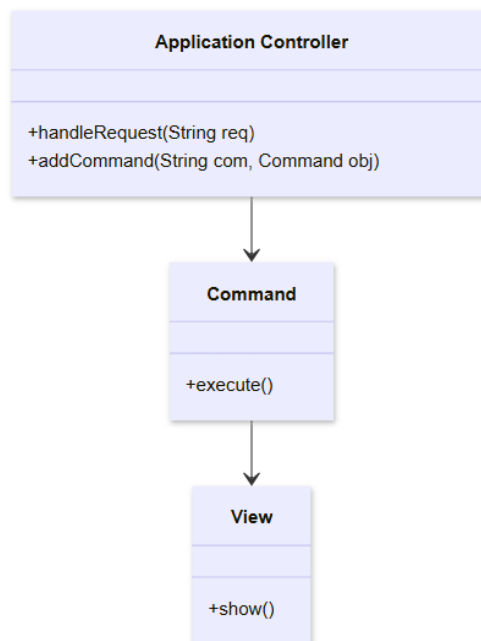 Application Controller
+handleRequest(String req)
+addCommand(String com, Command obj)
Command
+execute()
View
+show()